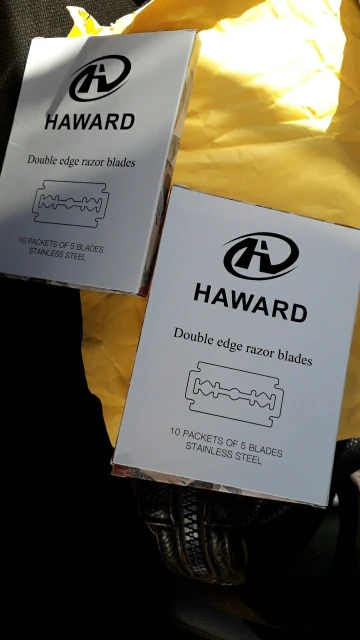 HAWARD
Double edge razor blades
10 PACKETS OF 5 BLADES
STAINLESS STEEL
HAWARD
Double edge razor blades
10 PACKETS OF 5 BLADES
STAINLESS STEEL